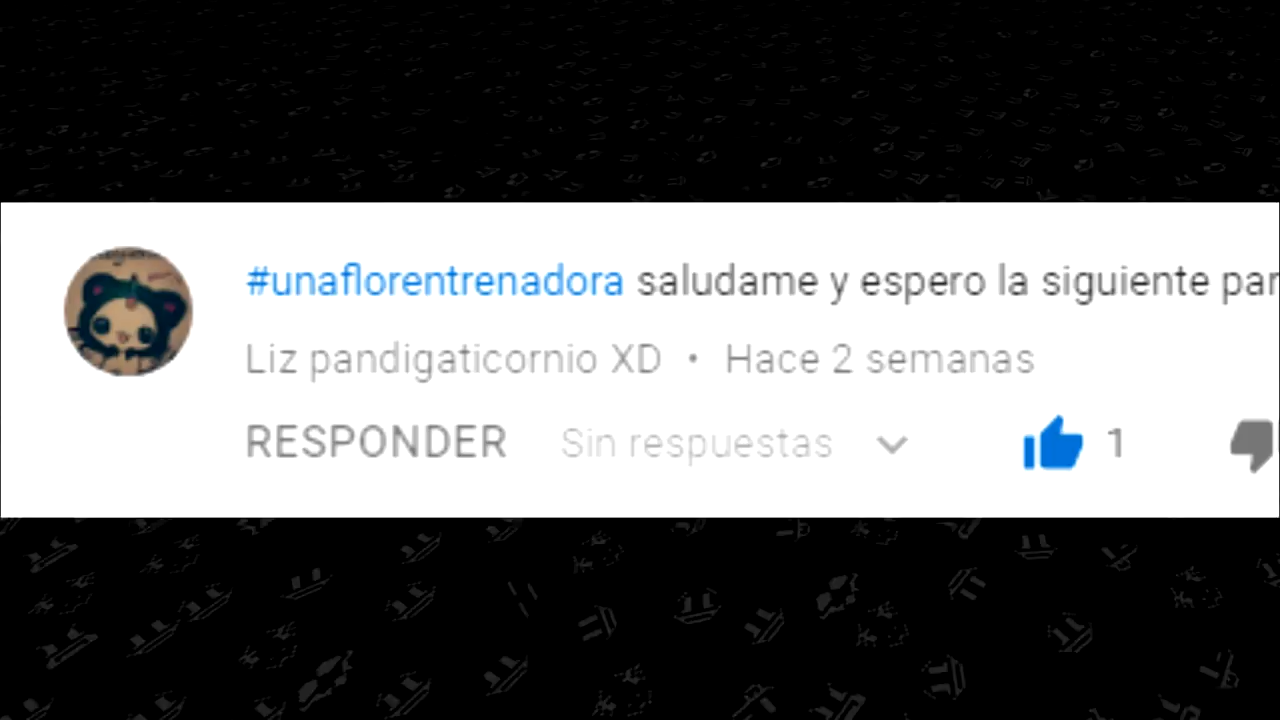 #unaflorentrenadora saludame y espero la siguiente par
Liz pandigaticornio XD • Hace 2 semanas
RESPONDER Sin respuestas 1